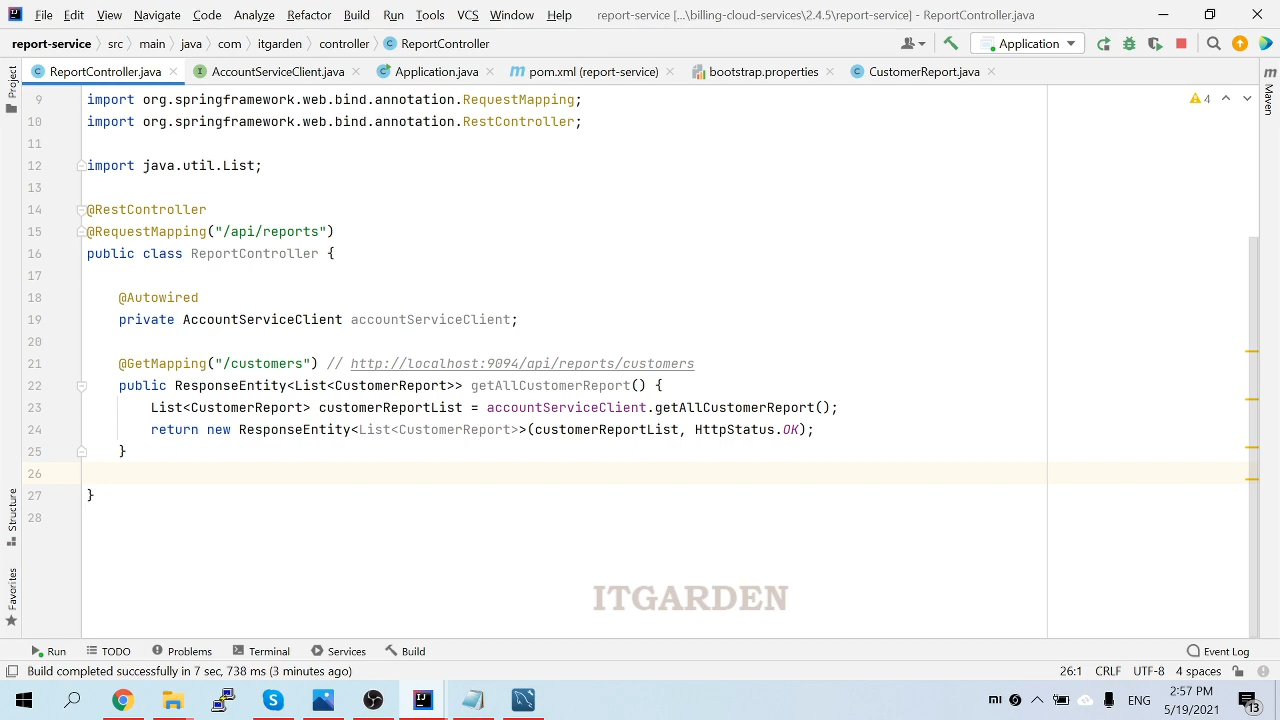 File Edit View Navigate Code Analyze Refactor Build Run Tools VCS Window Help report-service [...\billing-cloud-services\2.4.5\report-service] - ReportController.java
report-service src main java com itgarden controller C ReportController Application
Project C ReportController.java I AccountServiceClient.java C Application.java m pom.xml (report-service) bootstrap.properties C CustomerReport.java m Maven
9 import org.springframework.web.bind.annotation.RequestMapping; 4
10 import org.springframework.web.bind.annotation.RestController;
11
12 import java.util.List;
13
14 @RestController
15 @RequestMapping("/api/reports")
16 public class ReportController {
17
18 @Autowired
19 private AccountServiceClient accountServiceClient;
20
21 @GetMapping("/customers") // http://localhost:9094/api/reports/customers
22 public ResponseEntity<List<CustomerReport>> getAllCustomerReport() {
23 List<CustomerReport> customerReportList = accountServiceClient.getAllCustomerReport();
24 return new ResponseEntity<List<CustomerReport>>(customerReportList, HttpStatus.OK);
25 }
26
27 }
28
Structure
Favorites
ITGARDEN
Run TODO Problems Terminal Services Build Event Log
Build completed successfully in 7 sec, 738 ms (3 minutes ago) 26:1 CRLF UTF-8 4 spaces
ENG 2:57 PM
5/19/2021 13